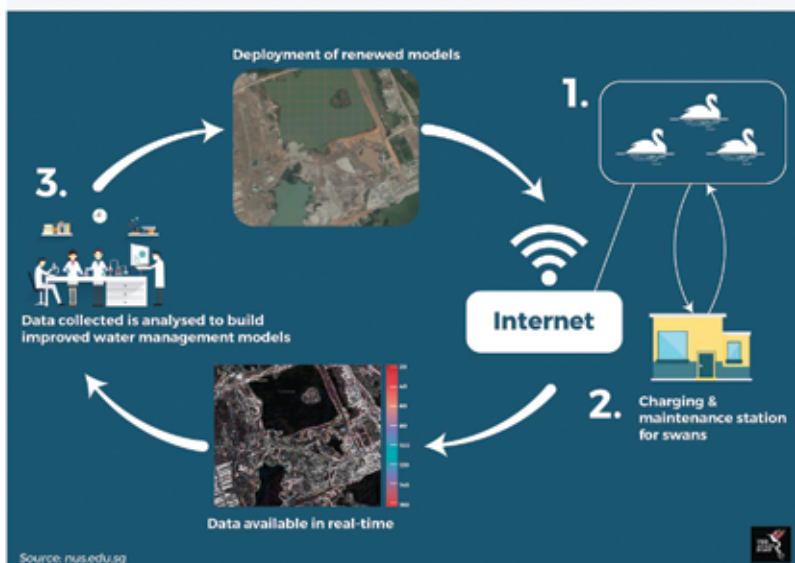 Deployment of renewed models
1.
3.
Data collected is analysed to build
improved water management models
Internet
2.
Charging &
maintenance station
for swans
Data available in real-time
Source: nus.edu.sg